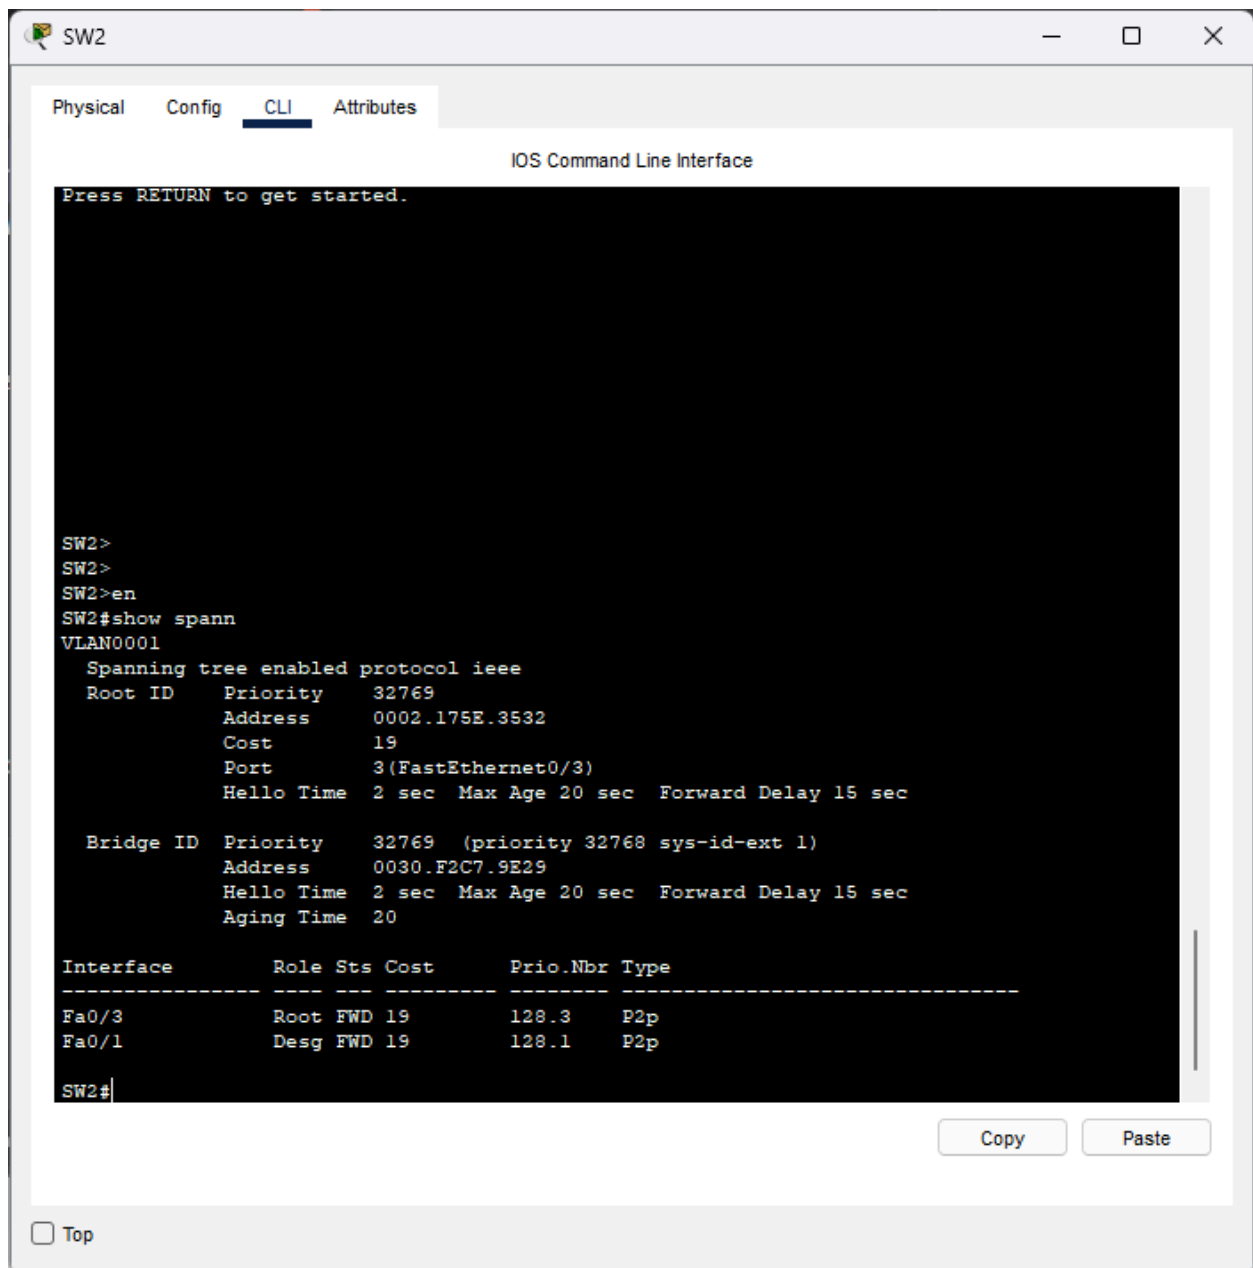 SW2
Physical Config CLI Attributes
IOS Command Line Interface
Press RETURN to get started.
SW2>
SW2>
SW2>en
SW2#show spann
VLAN0001
  Spanning tree enabled protocol ieee
  Root ID    Priority    32769
             Address     0002.175E.3532
             Cost        19
             Port        3(FastEthernet0/3)
             Hello Time  2 sec  Max Age 20 sec  Forward Delay 15 sec
  Bridge ID  Priority    32769  (priority 32768 sys-id-ext 1)
             Address     0030.F2C7.9E29
             Hello Time  2 sec  Max Age 20 sec  Forward Delay 15 sec
             Aging Time  20
Interface        Role Sts Cost      Prio.Nbr Type
---------------- ---- --- --------- -------- --------------------------------
Fa0/3            Root FWD 19        128.3    P2p
Fa0/1            Desg FWD 19        128.1    P2p
SW2#
Copy Paste
Top